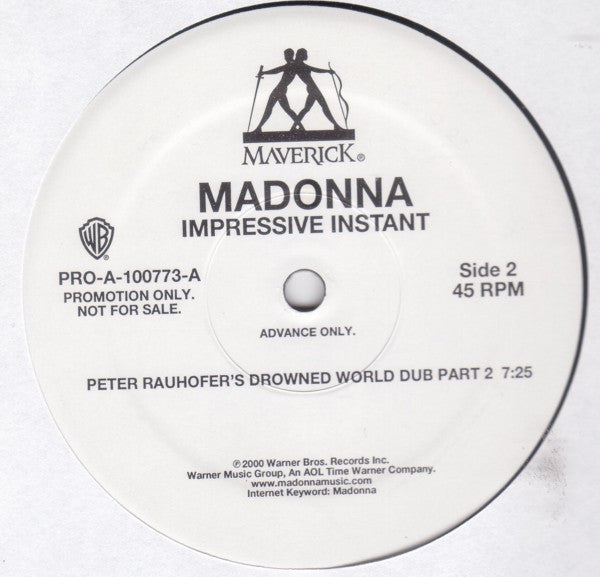 MAVERICK®
MADONNA
IMPRESSIVE INSTANT
WB
PRO-A-100773-A
PROMOTION ONLY.
NOT FOR SALE.
Side 2
45 RPM
ADVANCE ONLY.
PETER RAUHOFER'S DROWNED WORLD DUB PART 2 7:25
℗2000 Warner Bros. Records Inc.
Warner Music Group, An AOL Time Warner Company.
www.madonnamusic.com
Internet Keyword: Madonna